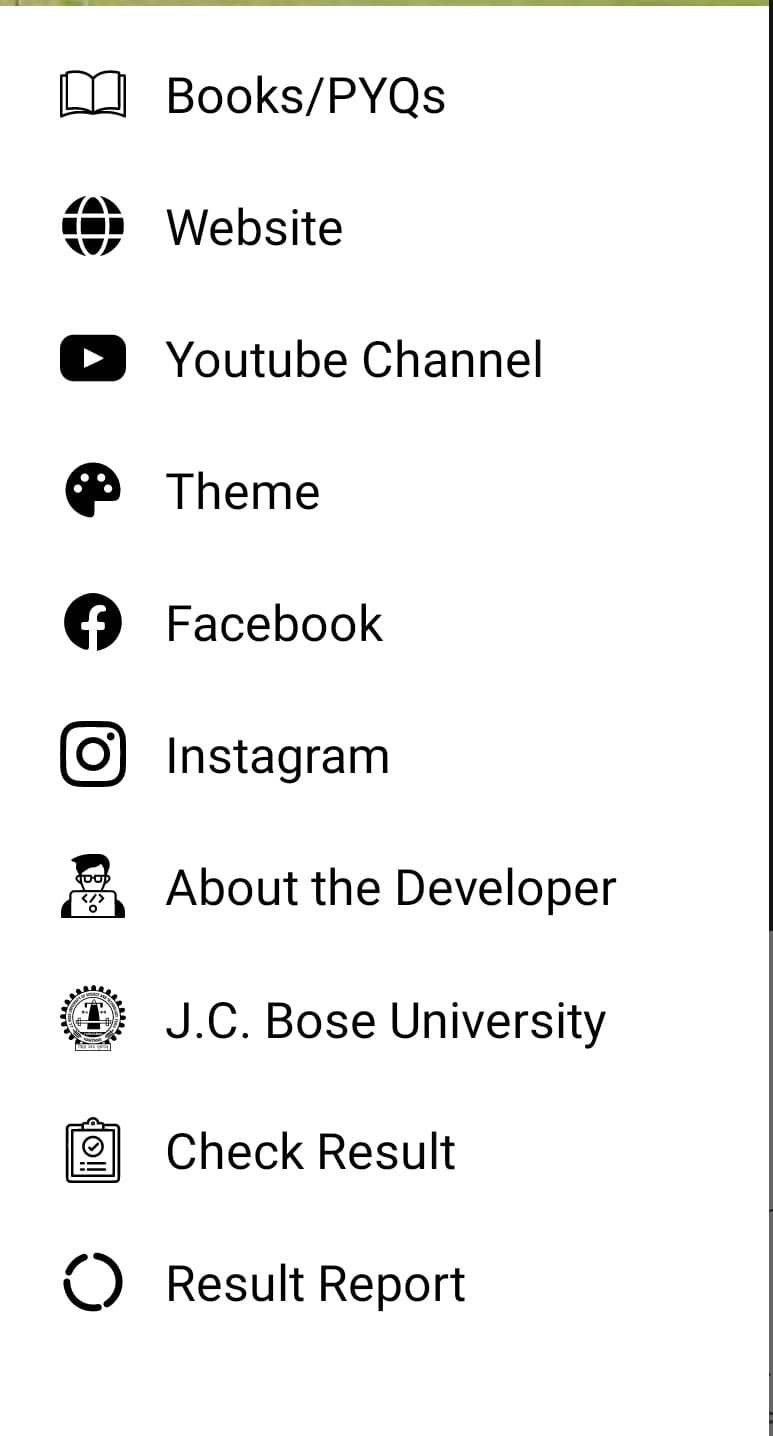 Books/PYQs
Website
Youtube Channel
Theme
Facebook
Instagram
About the Developer
J.C. Bose University
Check Result
Result Report